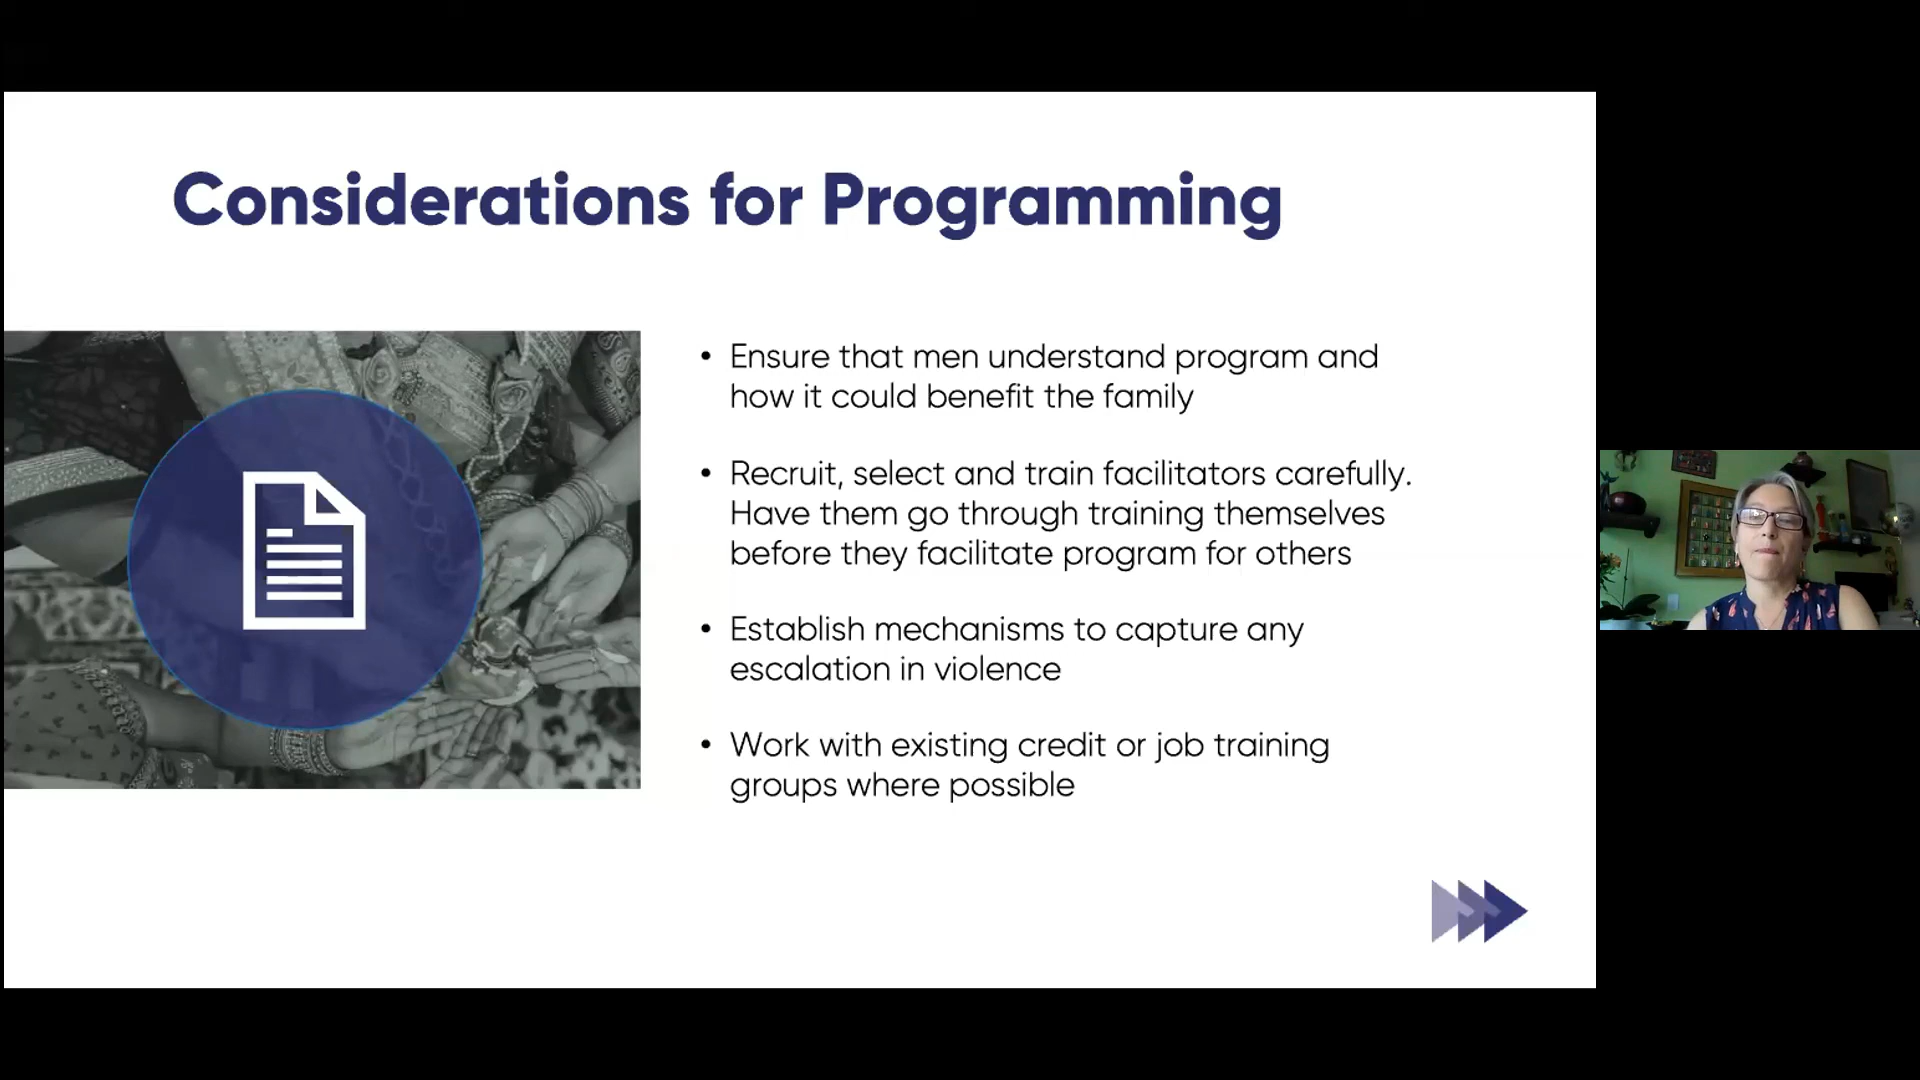 Considerations for Programming
• Ensure that men understand program and
how it could benefit the family
• Recruit, select and train facilitators carefully.
Have them go through training themselves
before they facilitate program for others
• Establish mechanisms to capture any
escalation in violence
• Work with existing credit or job training
groups where possible